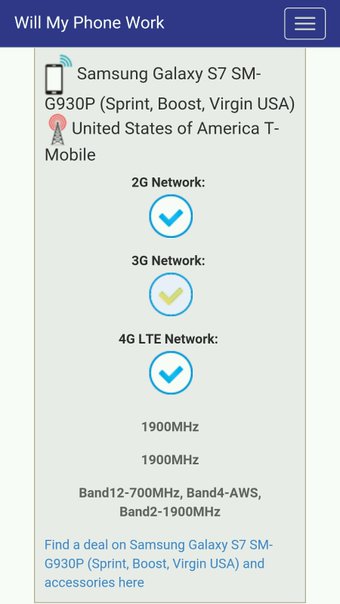 Will My Phone Work
Samsung Galaxy S7 SM-
G930P (Sprint, Boost, Virgin USA)
United States of America T-
Mobile
2G Network:
3G Network:
4G LTE Network:
1900MHz
1900MHz
Band12-700MHz, Band4-AWS,
Band2-1900MHz
Find a deal on Samsung Galaxy S7 SM-
G930P (Sprint, Boost, Virgin USA) and
accessories here